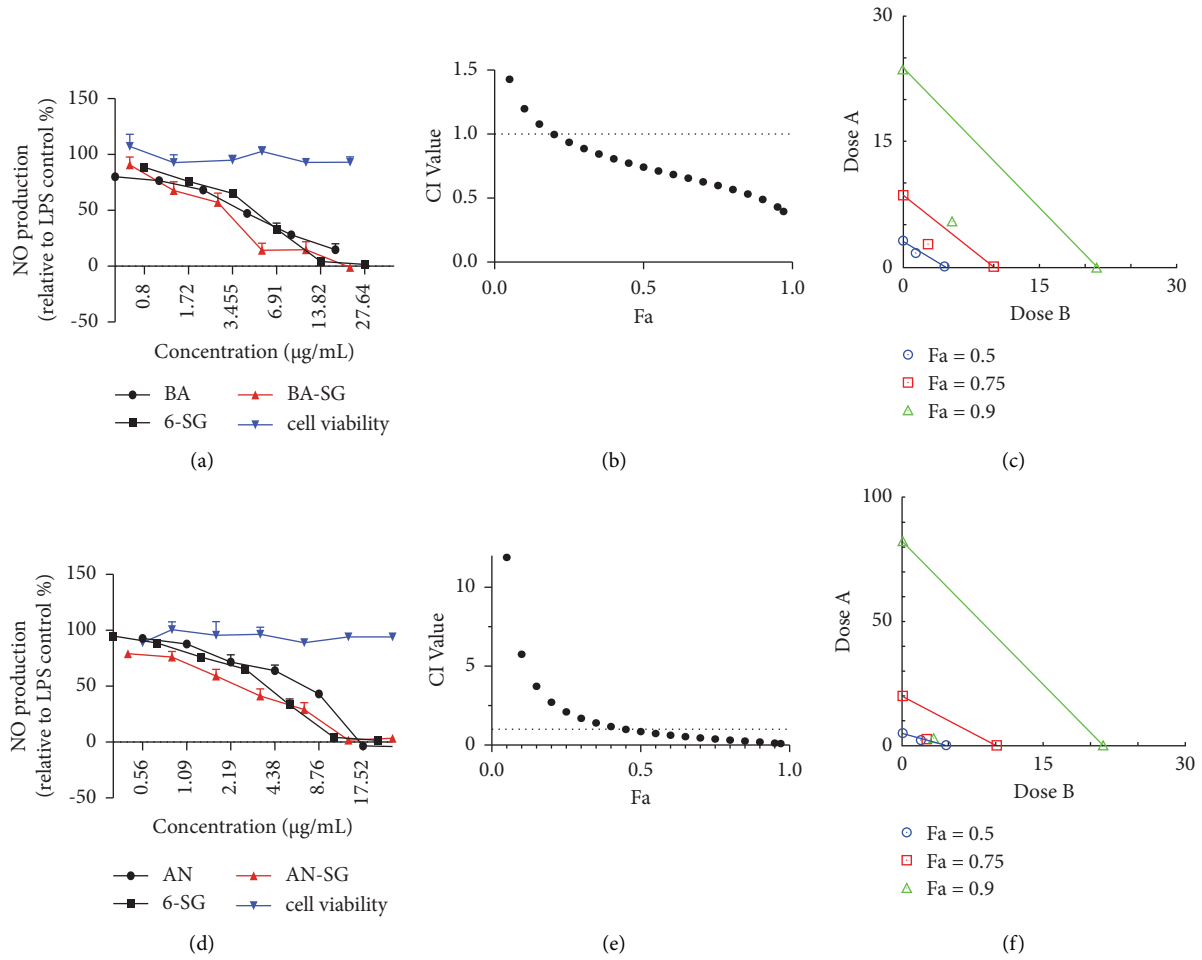 NO production
(relative to LPS control %)
150
100
50
0
-50
0.8
1.72
3.455
6.91
13.82
27.64
Concentration (μg/mL)
BA
BA-SG
6-SG
cell viability
(a)
CI Value
1.5
1.0
0.5
0.0
0.0
0.5
1.0
Fa
(b)
Dose A
30
15
0
0
15
30
Dose B
Fa = 0.5
Fa = 0.75
Fa = 0.9
(c)
NO production
(relative to LPS control %)
150
100
50
0
-50
0.56
1.09
2.19
4.38
8.76
17.52
Concentration (μg/mL)
AN
AN-SG
6-SG
cell viability
(d)
CI Value
10
5
0
0.0
0.5
1.0
Fa
(e)
Dose A
100
50
0
0
15
30
Dose B
Fa = 0.5
Fa = 0.75
Fa = 0.9
(f)